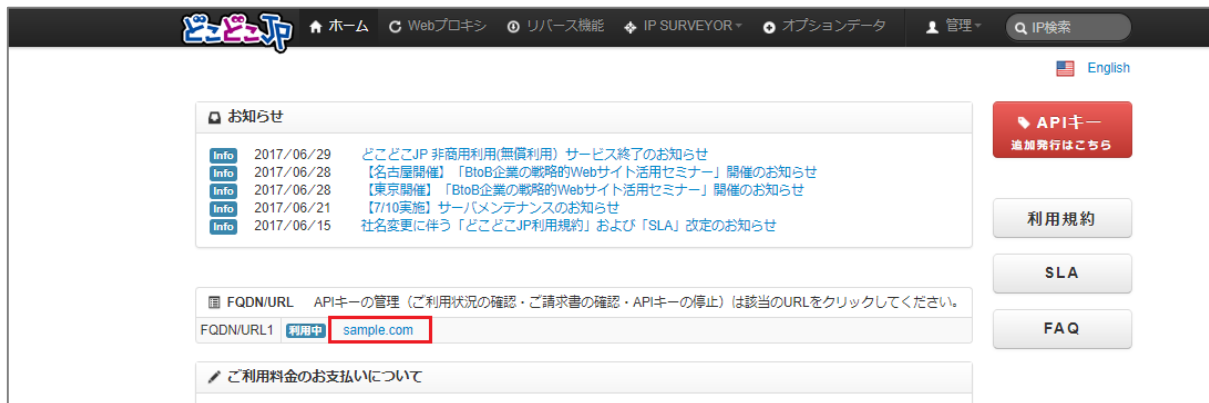 どこどこJP ホーム Webプロキシ リバース機能 IP SURVEYOR オプションデータ 管理 IP検索
English
お知らせ
Info 2017/06/29 どこどこJP 非商用利用(無償利用）サービス終了のお知らせ
Info 2017/06/28 【名古屋開催】「BtoB企業の戦略的Webサイト活用セミナー」開催のお知らせ
Info 2017/06/28 【東京開催】「BtoB企業の戦略的Webサイト活用セミナー」開催のお知らせ
Info 2017/06/21 【7/10実施】サーバメンテナンスのお知らせ
Info 2017/06/15 社名変更に伴う「どこどこJP利用規約」および「SLA」改定のお知らせ
APIキー
追加発行はこちら
利用規約
SLA
FAQ
FQDN/URL APIキーの管理（ご利用状況の確認・ご請求書の確認・APIキーの停止）は該当のURLをクリックしてください。
FQDN/URL1 利用中 sample.com
ご利用料金のお支払いについて